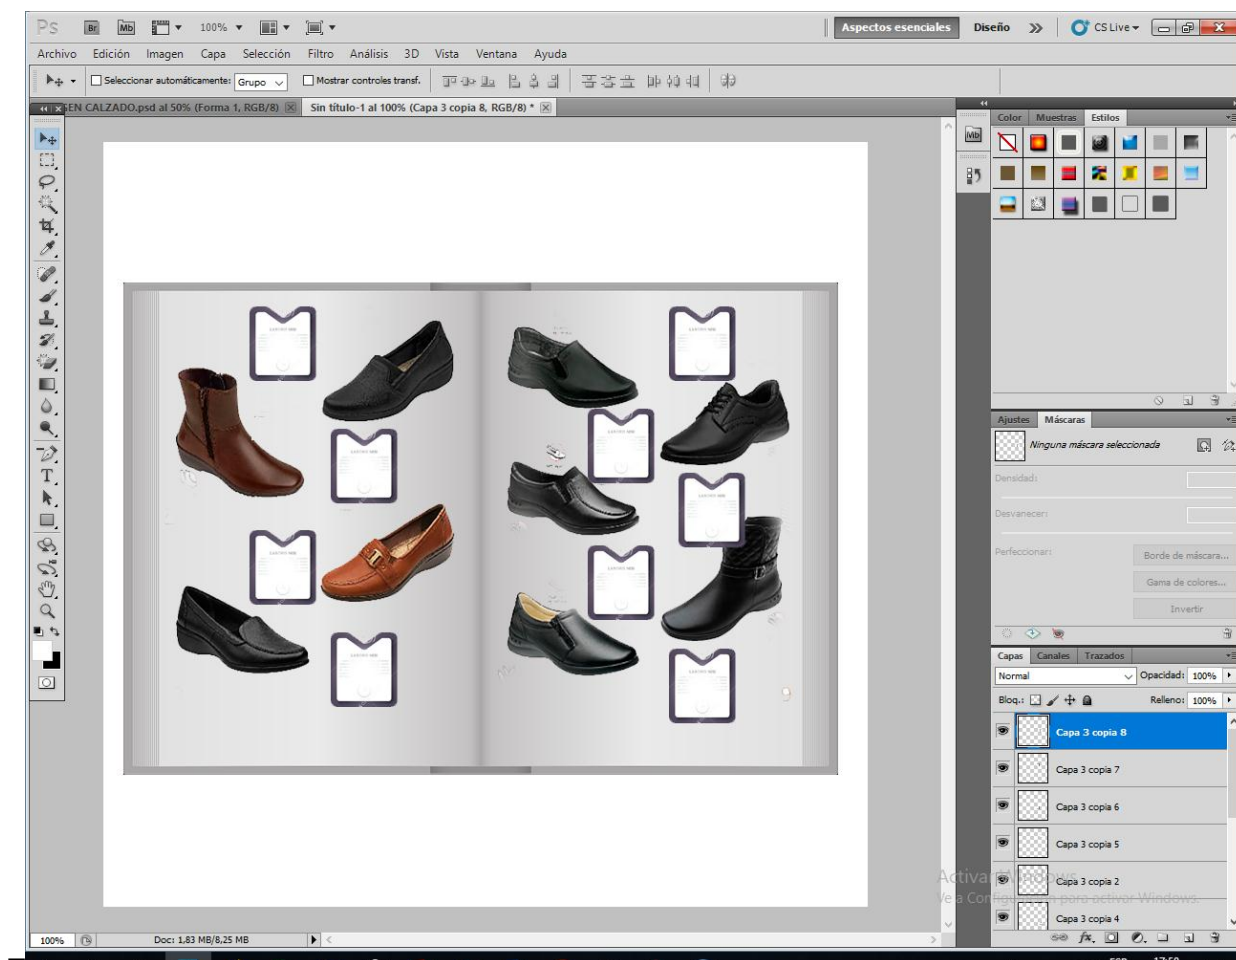 Ps Br Mb 100% Aspectos esenciales Diseño CS Live
Archivo Edición Imagen Capa Selección Filtro Análisis 3D Vista Ventana Ayuda
Seleccionar automáticamente: Grupo Mostrar controles transf.
EN CALZADO.psd al 50% (Forma 1, RGB/8) Sin título-1 al 100% (Capa 3 copia 8, RGB/8) *
Color Muestras Estilos
Mb
Ajustes Máscaras
Ninguna máscara seleccionada
Densidad:
Desvanecer:
Perfeccionar: Borde de máscara...
Gama de colores...
Invertir
Capas Canales Trazados
Normal Opacidad: 100%
Bloq.: Relleno: 100%
Capa 3 copia 8
Capa 3 copia 7
Capa 3 copia 6
Capa 3 copia 5
Capa 3 copia 2
Capa 3 copia 4
Activar Windows
Ve a Configuración para activar Windows.
100% Doc: 1,83 MB/8,25 MB